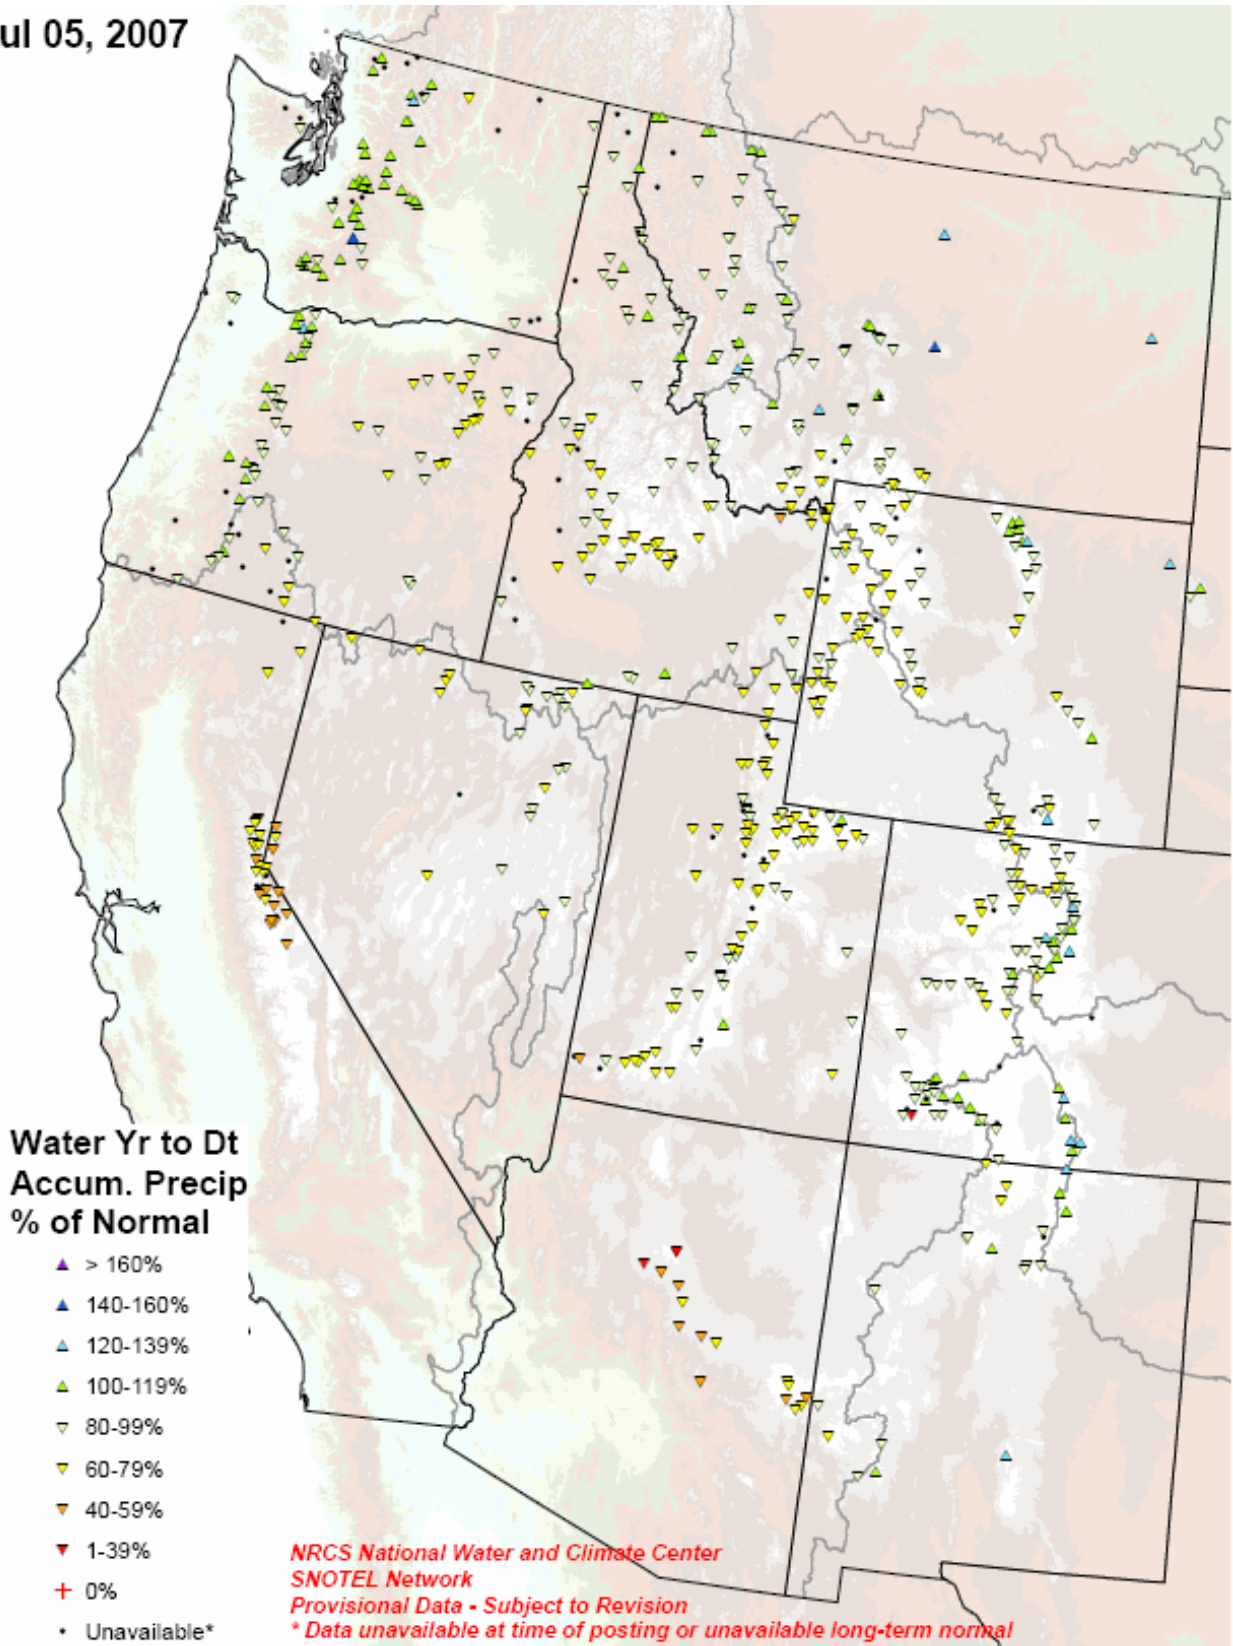 ul 05, 2007
Water Yr to Dt
Accum. Precip
% of Normal
> 160%
140-160%
120-139%
100-119%
80-99%
60-79%
40-59%
1-39%
0%
Unavailable*
NRCS National Water and Climate Center
SNOTEL Network
Provisional Data - Subject to Revision
* Data unavailable at time of posting or unavailable long-term normal